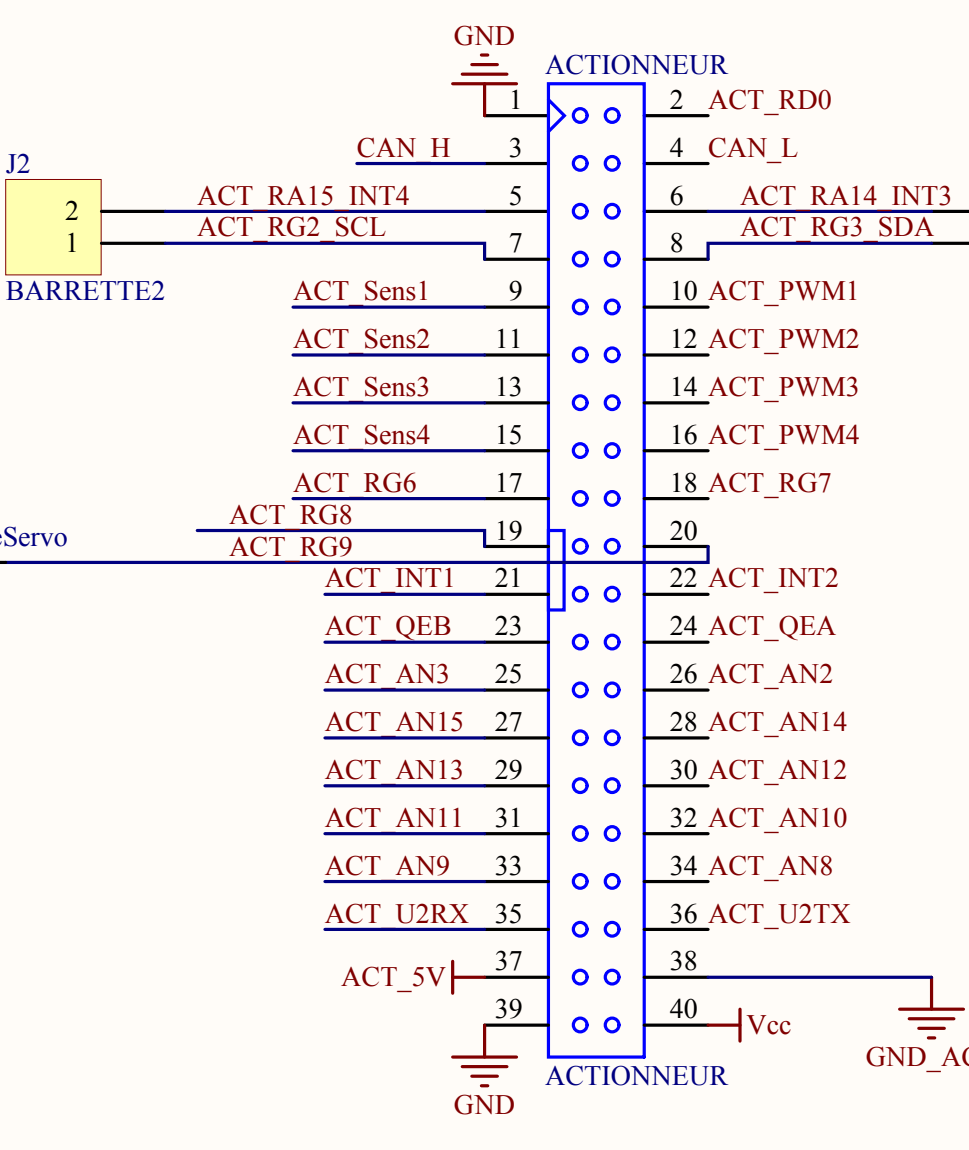 GND
ACTIONNEUR
1 2 ACT_RD0
CAN_H 3 4 CAN_L
J2
2 ACT_RA15_INT4 5 6 ACT_RA14_INT3
1 ACT_RG2_SCL 7 8 ACT_RG3_SDA
BARRETTE2
ACT_Sens1 9 10 ACT_PWM1
ACT_Sens2 11 12 ACT_PWM2
ACT_Sens3 13 14 ACT_PWM3
ACT_Sens4 15 16 ACT_PWM4
ACT_RG6 17 18 ACT_RG7
ACT_RG8 19 20
eServo ACT_RG9
ACT_INT1 21 22 ACT_INT2
ACT_QEB 23 24 ACT_QEA
ACT_AN3 25 26 ACT_AN2
ACT_AN15 27 28 ACT_AN14
ACT_AN13 29 30 ACT_AN12
ACT_AN11 31 32 ACT_AN10
ACT_AN9 33 34 ACT_AN8
ACT_U2RX 35 36 ACT_U2TX
ACT_5V 37 38
39 40 Vcc
GND_AC
ACTIONNEUR
GND